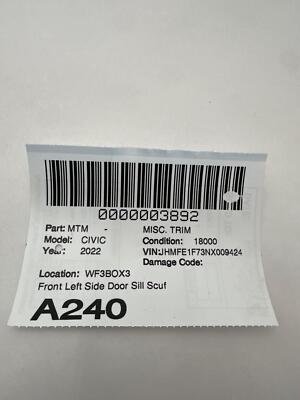 0000003892
Part: MTM - MISC. TRIM
Model: CIVIC Condition: 18000
Year: 2022 VIN:JHMFE1F73NX009424
Damage Code:
Location: WF3BOX3
Front Left Side Door Sill Scuf
A240